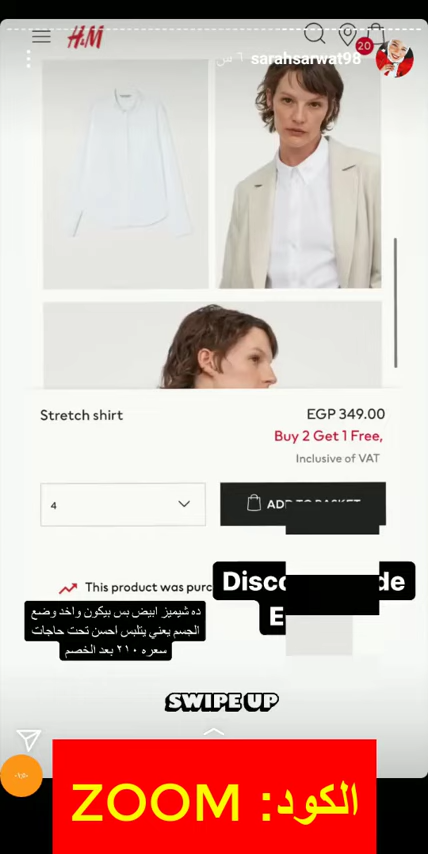 H&M
20
sarahsarwat98 ٦ س
Stretch shirt
EGP 349.00
Buy 2 Get 1 Free,
Inclusive of VAT
4
This product was purc
ده شيميز ابيض بس بيكون واخد وضع
الجسم يعني يتلبس احسن تحت حاجات
سعره ٢١٠ بعد الخصم
SWIPE UP
الكود: ZOOM